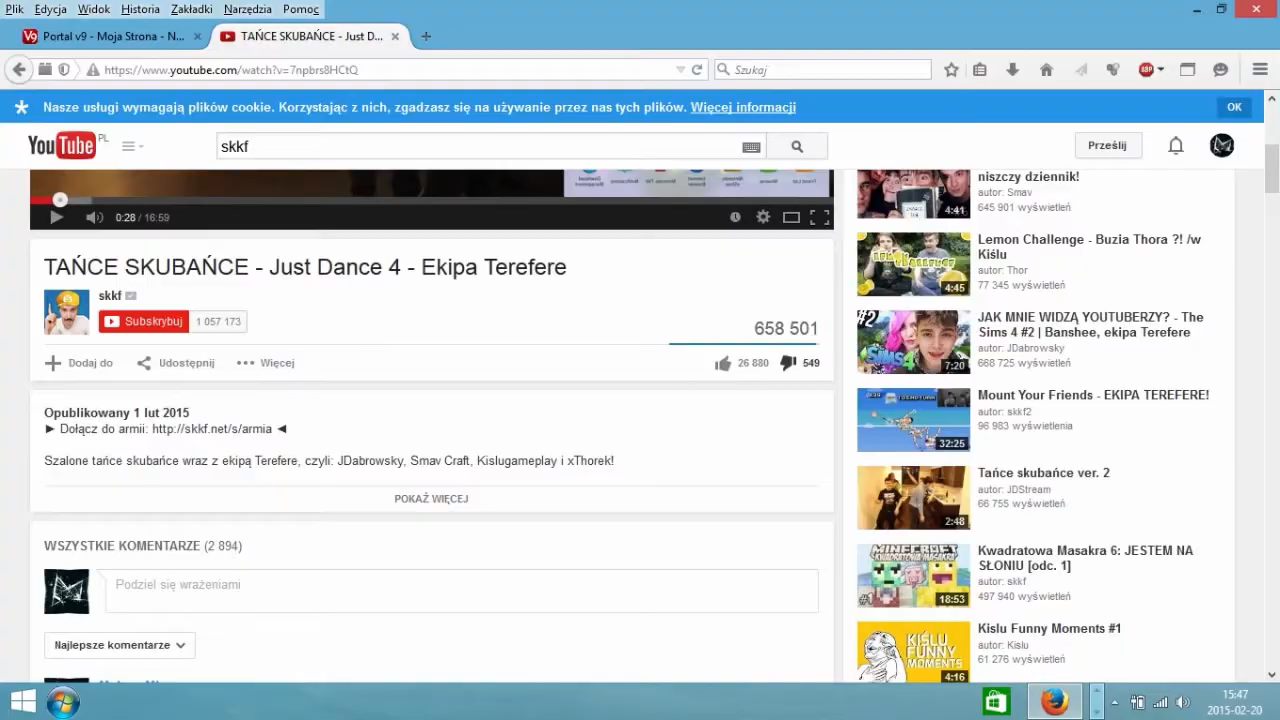 Plik Edycja Widok Historia Zakładki Narzędzia Pomoc
Portal v9 - Moja Strona - N...
TAŃCE SKUBAŃCE - Just D...
https://www.youtube.com/watch?v=7npbrs8HCtQ
Szukaj
ABP
Nasze usługi wymagają plików cookie. Korzystając z nich, zgadzasz się na używanie przez nas tych plików. Więcej informacji
OK
YouTube PL
skkf
Prześlij
0:28 / 16:59
TAŃCE SKUBAŃCE - Just Dance 4 - Ekipa Terefere
skkf
Subskrybuj 1 057 173
658 501
Dodaj do
Udostępnij
Więcej
26 880
549
Opublikowany 1 lut 2015
► Dołącz do armii: http://skkf.net/s/armia ◄
Szalone tańce skubańce wraz z ekipą Terefere, czyli: JDabrowsky, Smav Craft, Kislugameplay i xThorek!
POKAŻ WIĘCEJ
WSZYSTKIE KOMENTARZE (2 894)
Podziel się wrażeniami
Najlepsze komentarze
niszczy dziennik!
autor: Smav
645 901 wyświetleń
4:41
Lemon Challenge - Buzia Thora ?! /w
Kiślu
autor: Thor
77 345 wyświetleń
4:45
JAK MNIE WIDZĄ YOUTUBERZY? - The
Sims 4 #2 | Banshee, ekipa Terefere
autor: JDabrowsky
668 725 wyświetleń
#2
SIMS 4
7:20
Mount Your Friends - EKIPA TEREFERE!
autor: skkf2
96 983 wyświetlenia
32:25
Tańce skubańce ver. 2
autor: JDStream
66 755 wyświetleń
2:48
Kwadratowa Masakra 6: JESTEM NA
SŁONIU [odc. 1]
autor: skkf
497 940 wyświetleń
MINECRAFT
#1
18:53
Kislu Funny Moments #1
autor: Kislu
61 276 wyświetleń
KIŚLU
FUNNY
MOMENTS
4:16
15:47
2015-02-20